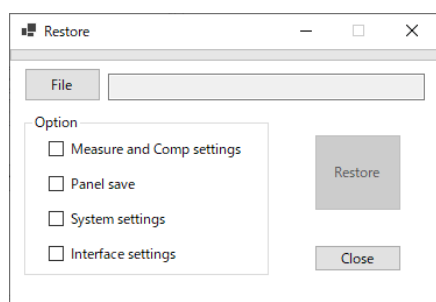 Restore
File
Option
Measure and Comp settings
Panel save
System settings
Interface settings
Restore
Close